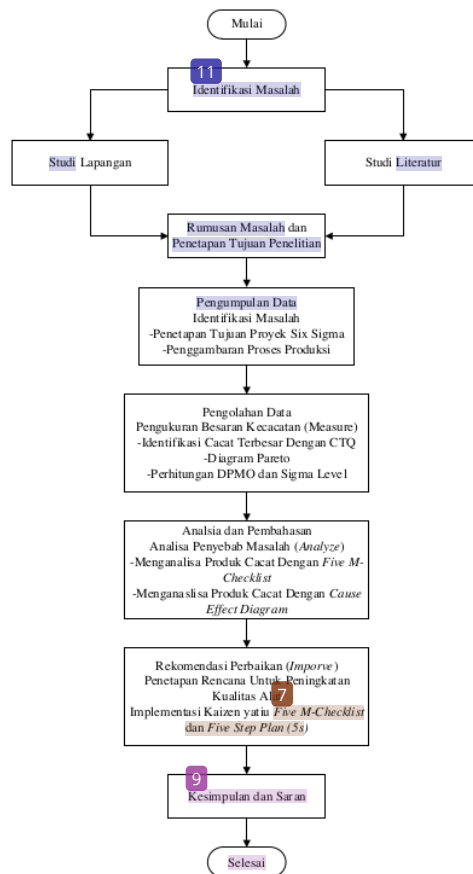 Mulai
11
Identifikasi Masalah
Studi Lapangan
Studi Literatur
Rumusan Masalah dan
Penetapan Tujuan Penelitian
Pengumpulan Data
Identifikasi Masalah
-Penetapan Tujuan Proyek Six Sigma
-Penggambaran Proses Produksi
Pengolahan Data
Pengukuran Besaran Kecacatan (Measure)
-Identifikasi Cacat Terbesar Dengan CTQ
-Diagram Pareto
-Perhitungan DPMO dan Sigma Level
Analsia dan Pembahasan
Analisa Penyebab Masalah (Analyze)
-Menganalisa Produk Cacat Dengan Five M-
Checklist
-Menganaslisa Produk Cacat Dengan Cause
Effect Diagram
Rekomendasi Perbaikan (Imporve)
Penetapan Rencana Untuk Peningkatan
Kualitas
7
Implementasi Kaizen yatiu Five M-Checklist
dan Five Step Plan (5s)
9
Kesimpulan dan Saran
Selesai